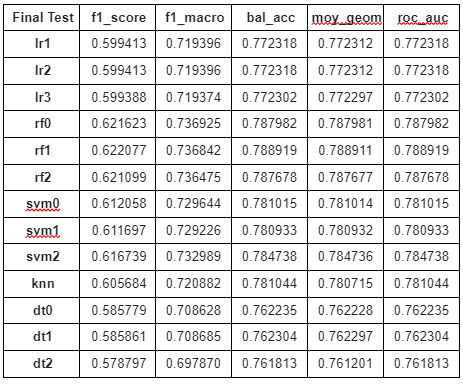 Final Test f1_score f1_macro bal_acc moy_geom roc_auc
lr1 0.599413 0.719396 0.772318 0.772312 0.772318
lr2 0.599413 0.719396 0.772318 0.772312 0.772318
lr3 0.599388 0.719374 0.772302 0.772297 0.772302
rf0 0.621623 0.736925 0.787982 0.787981 0.787982
rf1 0.622077 0.736842 0.788919 0.788911 0.788919
rf2 0.621099 0.736475 0.787678 0.787677 0.787678
svm0 0.612058 0.729644 0.781015 0.781014 0.781015
svm1 0.611697 0.729226 0.780933 0.780932 0.780933
svm2 0.616739 0.732989 0.784738 0.784736 0.784738
knn 0.605684 0.720882 0.781044 0.780715 0.781044
dt0 0.585779 0.708628 0.762235 0.762228 0.762235
dt1 0.585861 0.708685 0.762304 0.762297 0.762304
dt2 0.578797 0.697870 0.761813 0.761201 0.761813